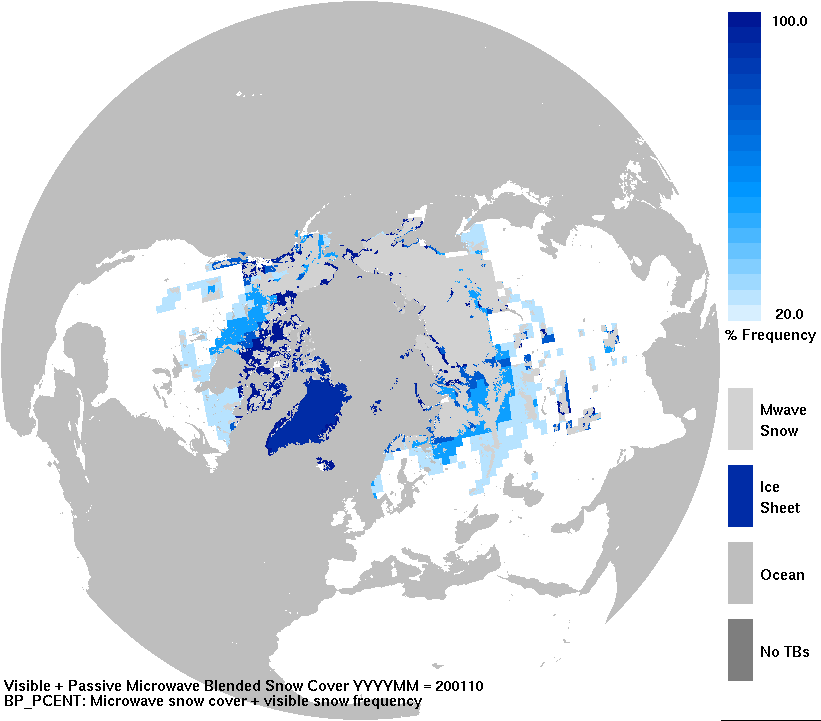 100.0
20.0
% Frequency
Mwave
Snow
Ice
Sheet
Ocean
No TBs
Visible + Passive Microwave Blended Snow Cover YYYYMM = 200110
BP_PCENT: Microwave snow cover + visible snow frequency